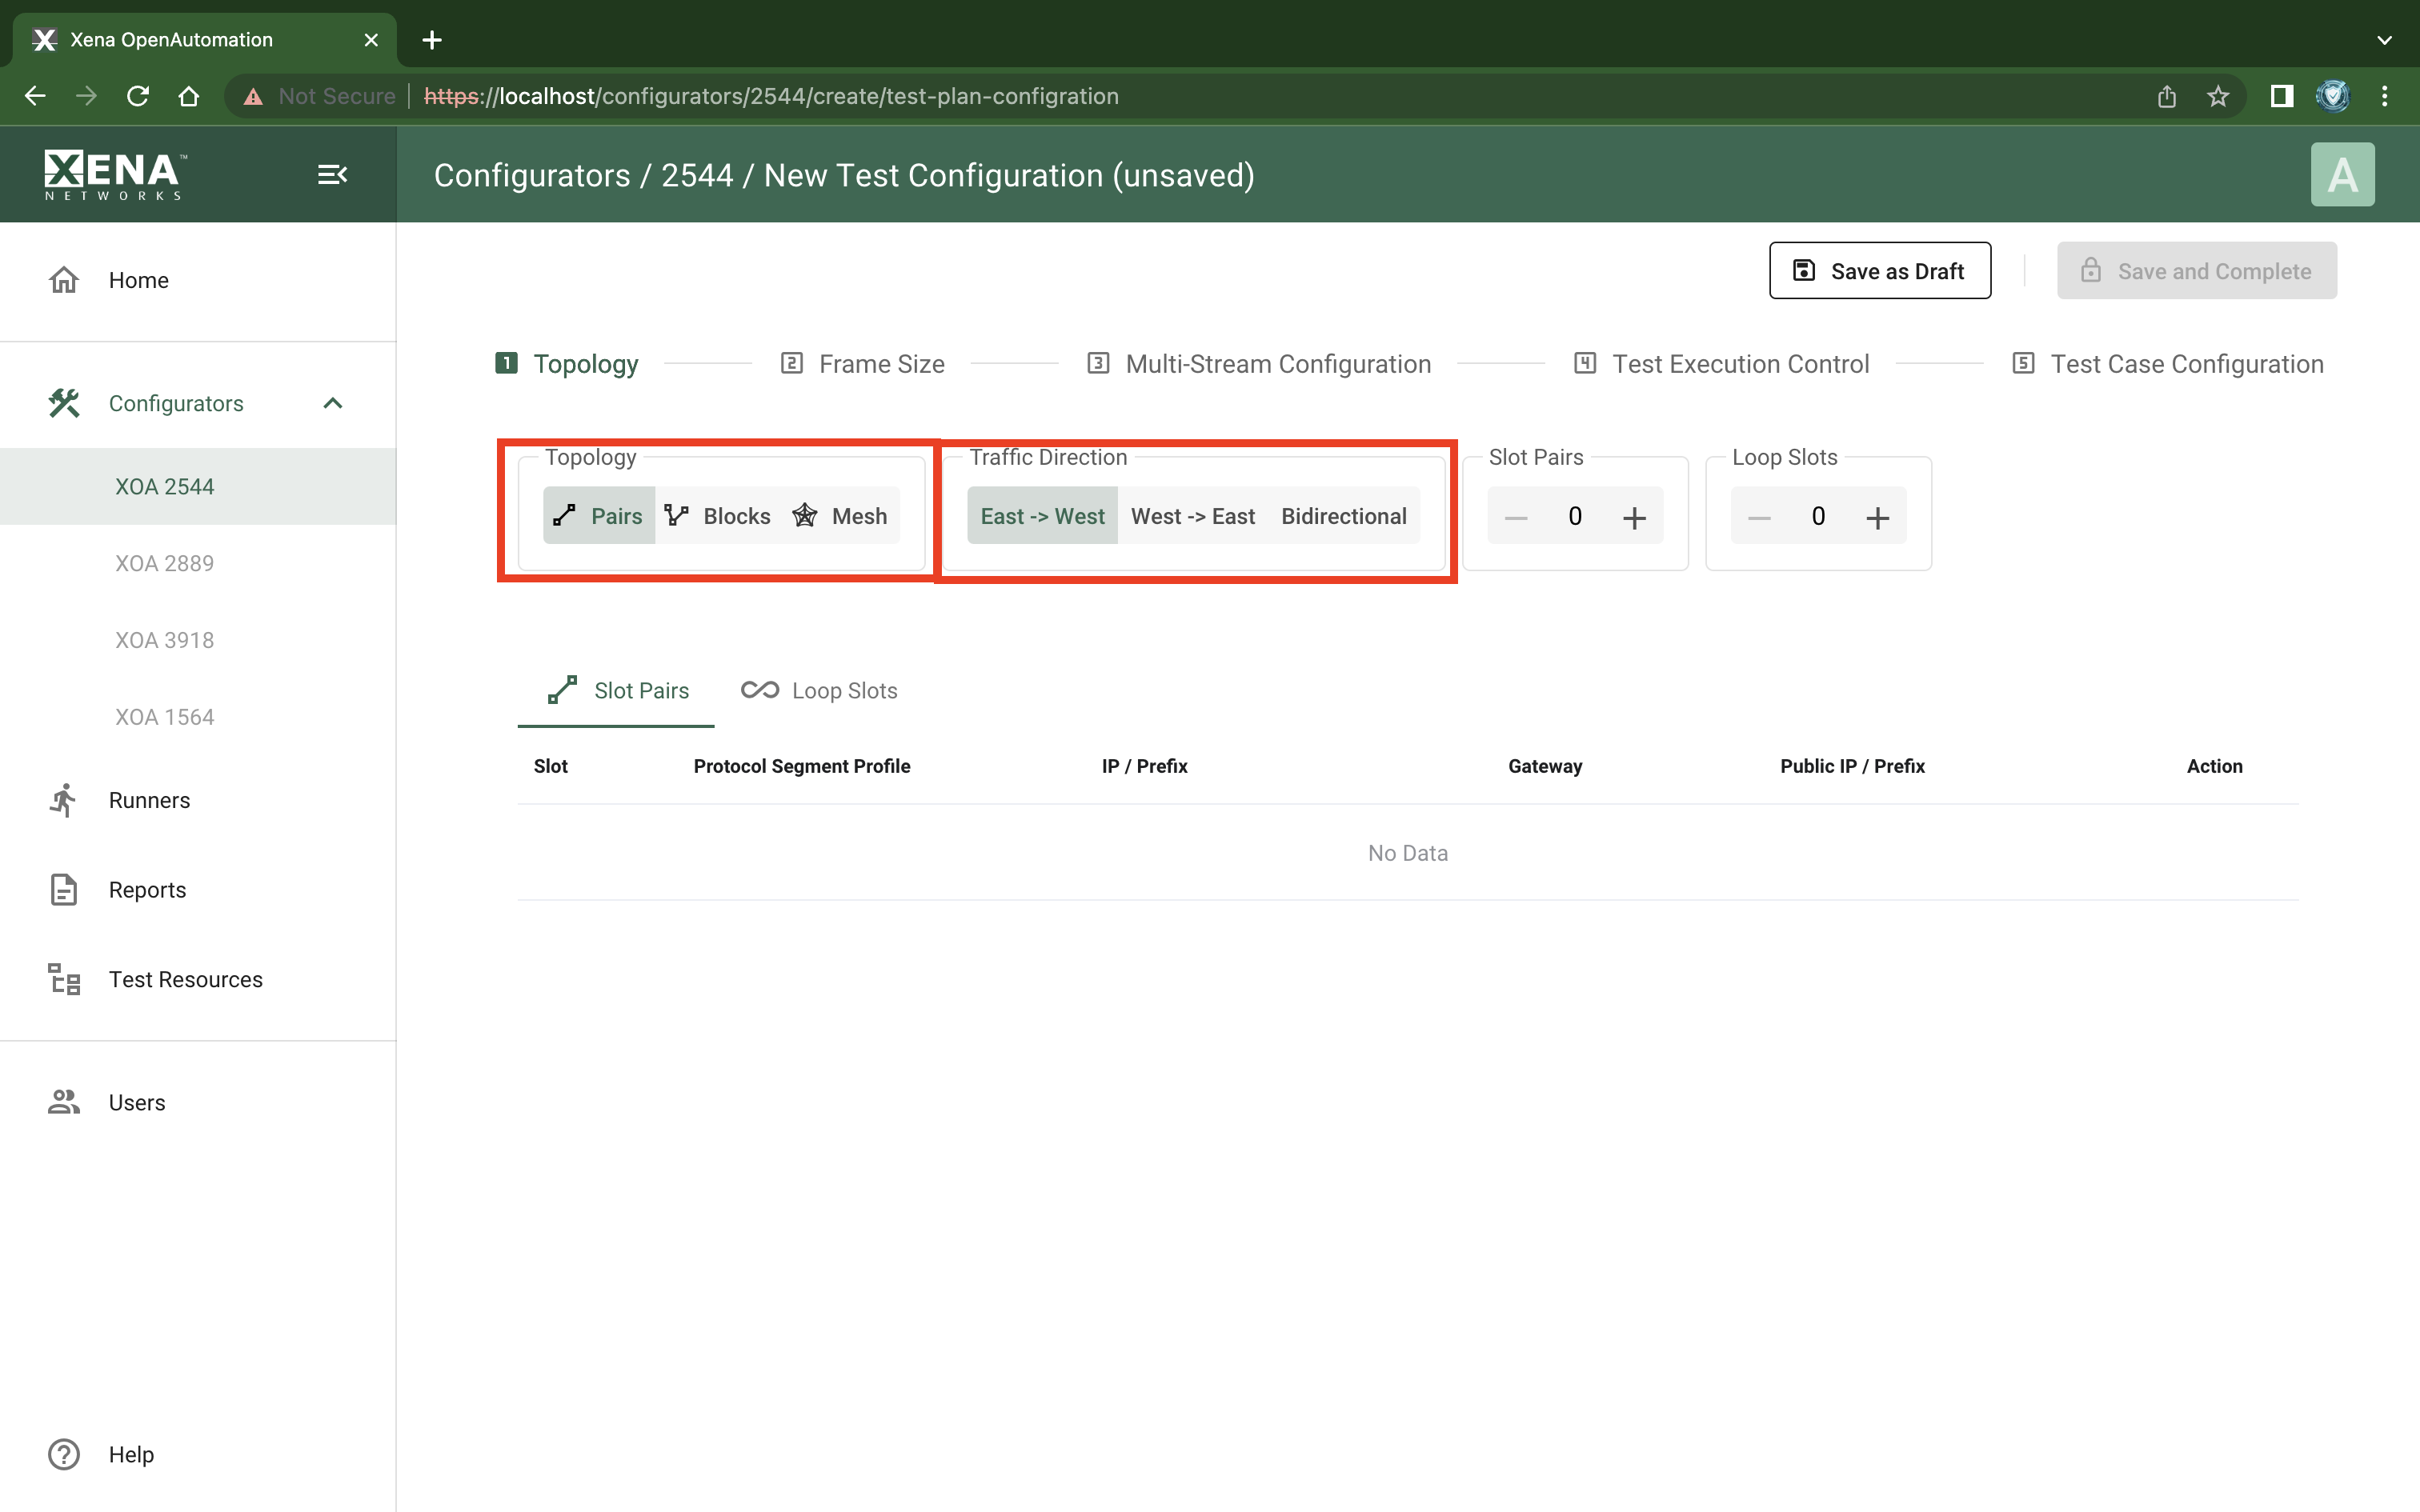 Xena OpenAutomation
Not Secure https://localhost/configurators/2544/create/test-plan-configration
XENA™
NETWORKS
Configurators / 2544 / New Test Configuration (unsaved)
A
Save as Draft
Save and Complete
Home
Configurators
XOA 2544
XOA 2889
XOA 3918
XOA 1564
Runners
Reports
Test Resources
Users
Help
1 Topology
2 Frame Size
3 Multi-Stream Configuration
4 Test Execution Control
5 Test Case Configuration
Topology
Pairs Blocks Mesh
Traffic Direction
East -> West West -> East Bidirectional
Slot Pairs
0
Loop Slots
0
Slot Pairs Loop Slots
Slot Protocol Segment Profile IP / Prefix Gateway Public IP / Prefix Action
No Data